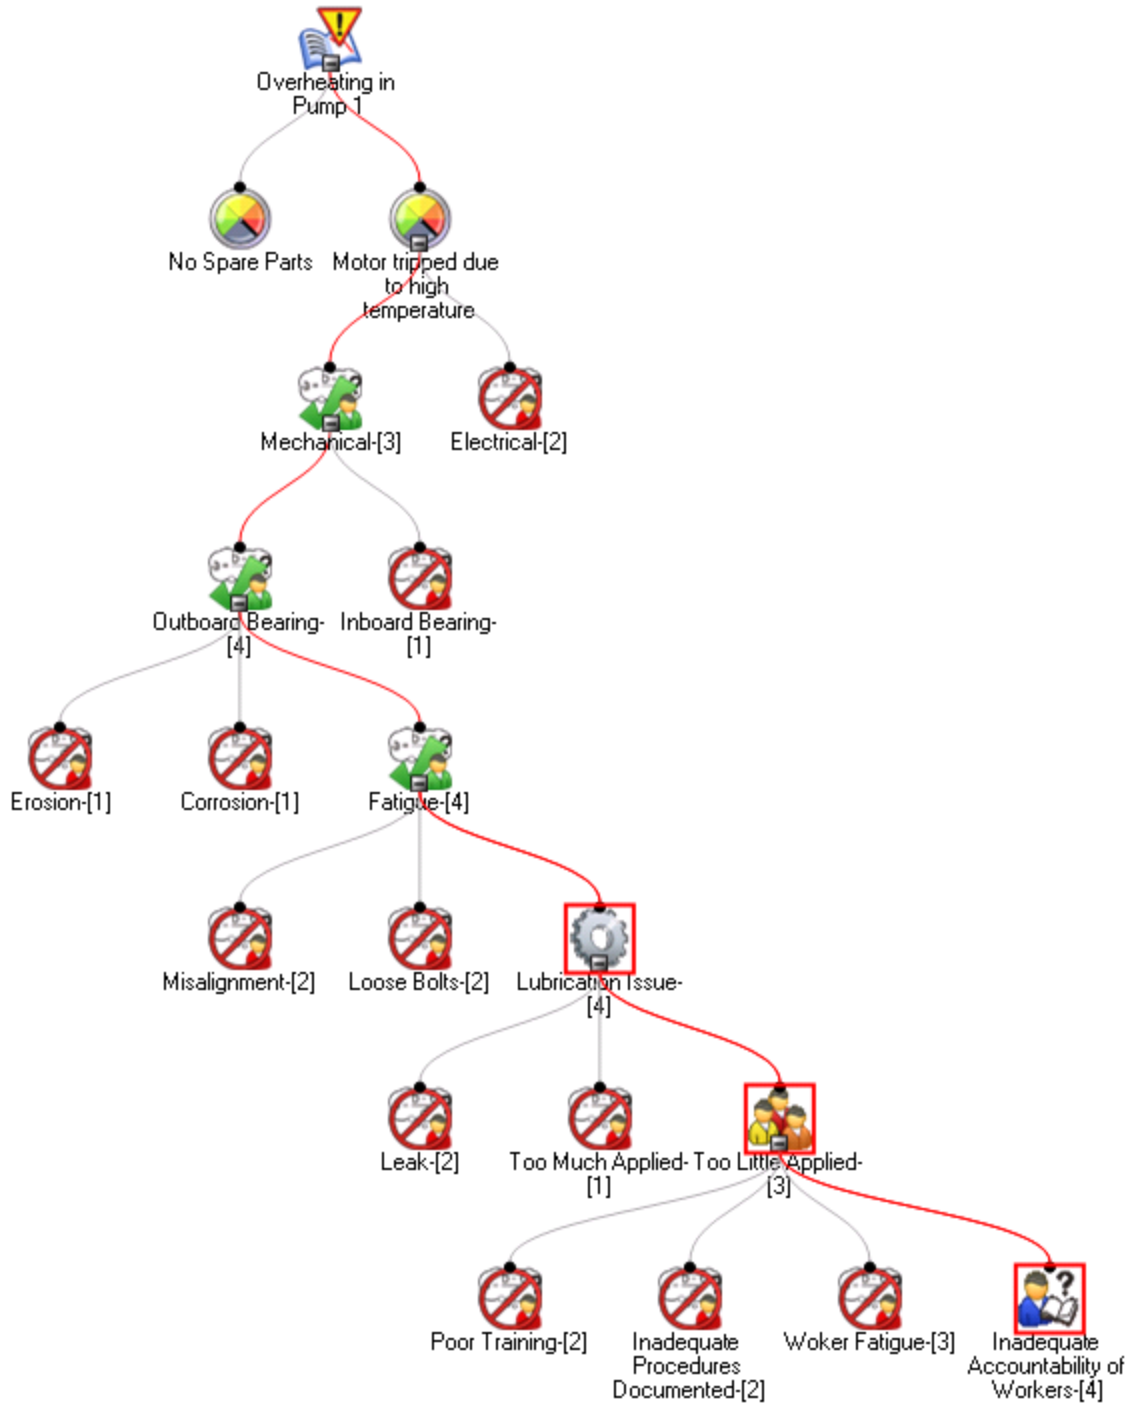 Overheating in
Pump 1
No Spare Parts
Motor tripped due
to high
temperature
Mechanical-[3]
Electrical-[2]
Outboard Bearing-
[4]
Inboard Bearing-
[1]
Erosion-[1]
Corrosion-[1]
Fatigue-[4]
Misalignment-[2]
Loose Bolts-[2]
Lubrication Issue-
[4]
Leak-[2]
Too Much Applied-
[1]
Too Little Applied-
[3]
Poor Training-[2]
Inadequate
Procedures
Documented-[2]
Woker Fatigue-[3]
Inadequate
Accountability of
Workers-[4]